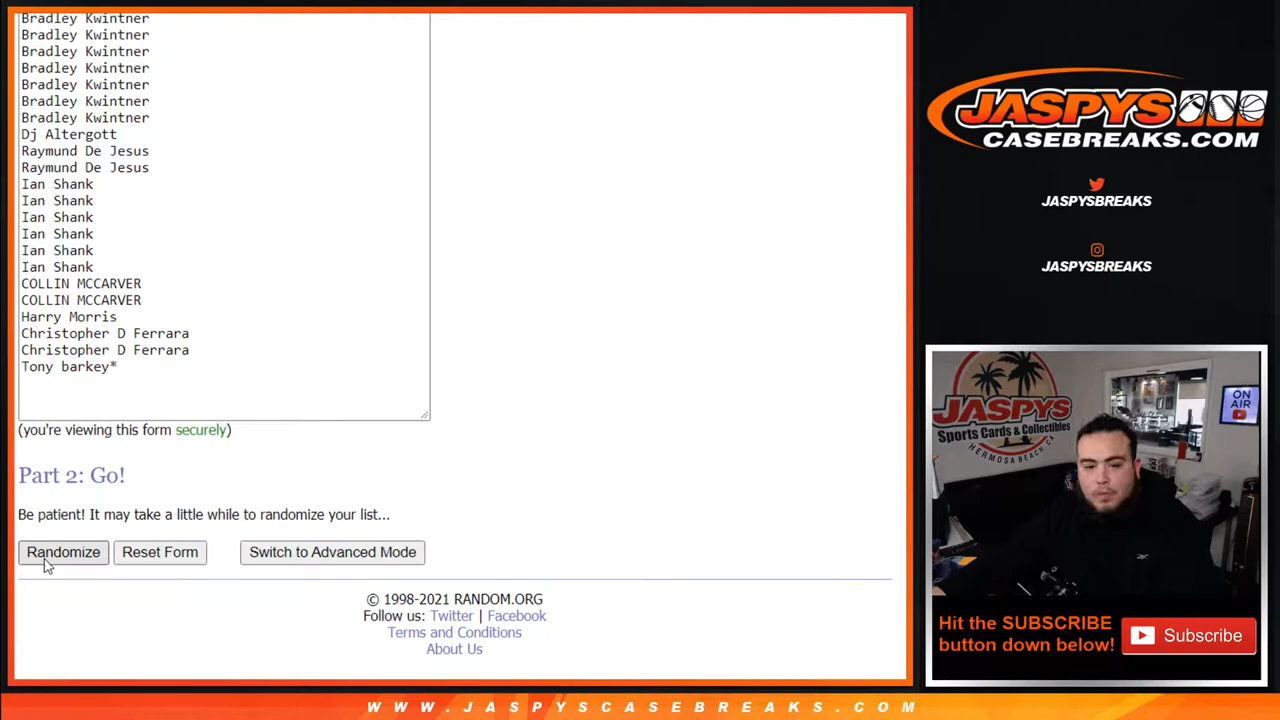 Bradley Kwintner
Bradley Kwintner
Bradley Kwintner
Bradley Kwintner
Bradley Kwintner
Bradley Kwintner
Bradley Kwintner
Dj Altergott
Raymund De Jesus
Raymund De Jesus
Ian Shank
Ian Shank
Ian Shank
Ian Shank
Ian Shank
Ian Shank
COLLIN MCCARVER
COLLIN MCCARVER
Harry Morris
Christopher D Ferrara
Christopher D Ferrara
Tony barkey*
(you're viewing this form securely)
Part 2: Go!
Be patient! It may take a little while to randomize your list...
Randomize Reset Form Switch to Advanced Mode
© 1998-2021 RANDOM.ORG
Follow us: Twitter | Facebook
Terms and Conditions
About Us
JASPYS
CASEBREAKS.COM
JASPYSBREAKS
JASPYSBREAKS
JASPYS
Sports Cards & Collectibles
HERMOSA BEACH, CA
ON
AIR
Hit the SUBSCRIBE
button down below!
Subscribe
WWW.JASPYSCASEBREAKS.COM